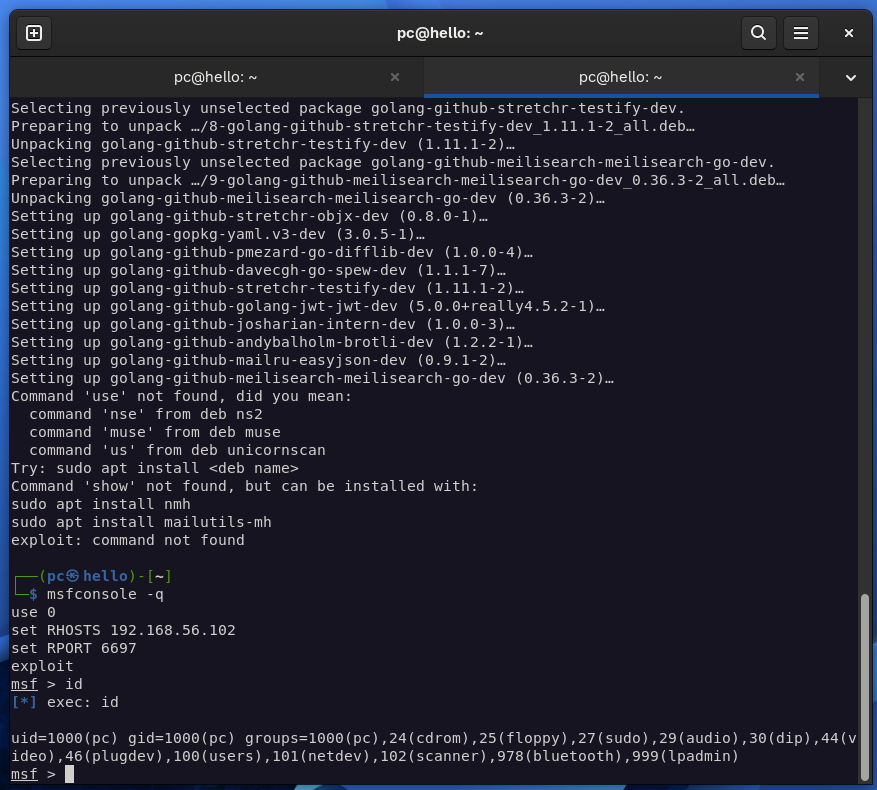 pc@hello: ~
pc@hello: ~
pc@hello: ~
Selecting previously unselected package golang-github-stretchr-testify-dev.
Preparing to unpack …/8-golang-github-stretchr-testify-dev_1.11.1-2_all.deb…
Unpacking golang-github-stretchr-testify-dev (1.11.1-2)…
Selecting previously unselected package golang-github-meilisearch-meilisearch-go-dev.
Preparing to unpack …/9-golang-github-meilisearch-meilisearch-go-dev_0.36.3-2_all.deb…
Unpacking golang-github-meilisearch-meilisearch-go-dev (0.36.3-2)…
Setting up golang-github-stretchr-objx-dev (0.8.0-1)…
Setting up golang-gopkg-yaml.v3-dev (3.0.5-1)…
Setting up golang-github-pmezard-go-difflib-dev (1.0.0-4)…
Setting up golang-github-davecgh-go-spew-dev (1.1.1-7)…
Setting up golang-github-stretchr-testify-dev (1.11.1-2)…
Setting up golang-github-golang-jwt-jwt-dev (5.0.0+really4.5.2-1)…
Setting up golang-github-josharian-intern-dev (1.0.0-3)…
Setting up golang-github-andybalholm-brotli-dev (1.2.2-1)…
Setting up golang-github-mailru-easyjson-dev (0.9.1-2)…
Setting up golang-github-meilisearch-meilisearch-go-dev (0.36.3-2)…
Command 'use' not found, did you mean:
  command 'nse' from deb ns2
  command 'muse' from deb muse
  command 'us' from deb unicornscan
Try: sudo apt install <deb name>
Command 'show' not found, but can be installed with:
sudo apt install nmh
sudo apt install mailutils-mh
exploit: command not found
┌──(pc㉿hello)-[~]
└─$ msfconsole -q
use 0
set RHOSTS 192.168.56.102
set RPORT 6697
exploit
msf > id
[*] exec: id
uid=1000(pc) gid=1000(pc) groups=1000(pc),24(cdrom),25(floppy),27(sudo),29(audio),30(dip),44(v
ideo),46(plugdev),100(users),101(netdev),102(scanner),978(bluetooth),999(lpadmin)
msf >